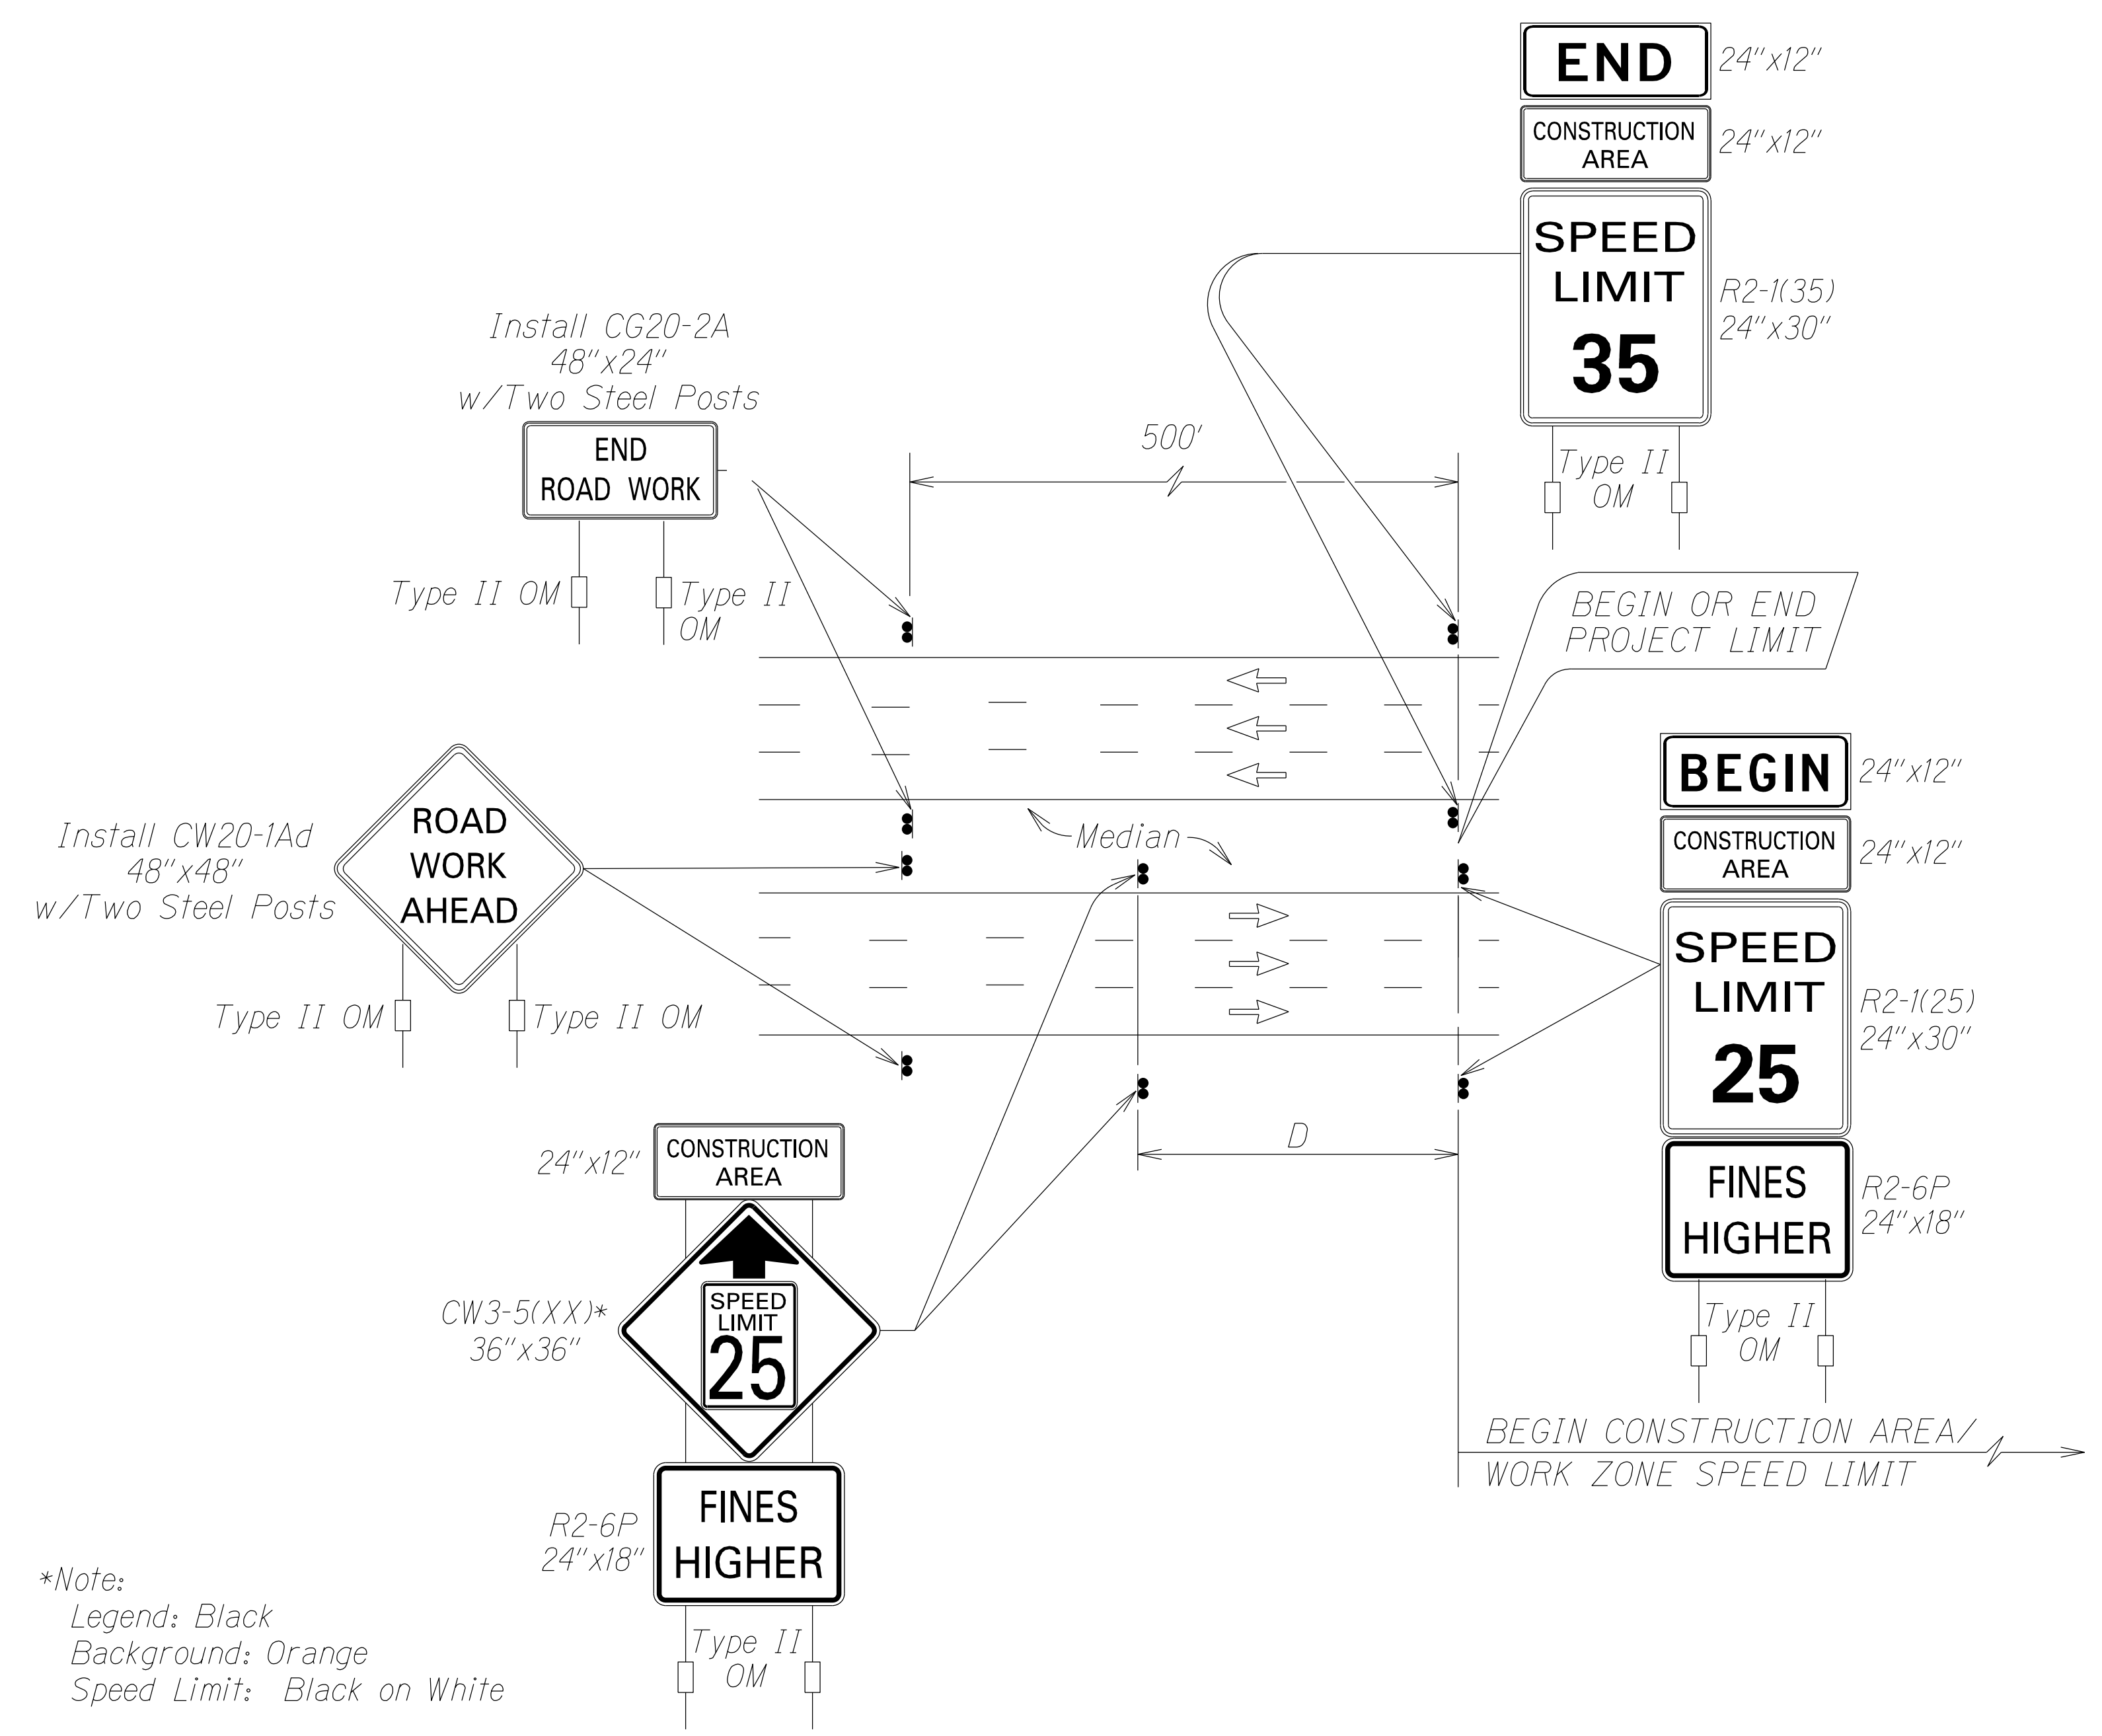 END
24"x12"
CONSTRUCTION
AREA
24"x12"
SPEED
LIMIT
35
R2-1(35)
24"x30"
Type II
OM
Install CG20-2A
48"x24"
w/Two Steel Posts
END
ROAD WORK
Type II OM
Type II
OM
500'
BEGIN OR END
PROJECT LIMIT
Median
Install CW20-1Ad
48"x48"
w/Two Steel Posts
ROAD
WORK
AHEAD
Type II OM
Type II OM
BEGIN
24"x12"
CONSTRUCTION
AREA
24"x12"
SPEED
LIMIT
25
R2-1(25)
24"x30"
FINES
HIGHER
R2-6P
24"x18"
Type II
OM
D
24"x12"
CONSTRUCTION
AREA
CW3-5(XX)*
36"x36"
SPEED
LIMIT
25
R2-6P
24"x18"
FINES
HIGHER
Type II
OM
BEGIN CONSTRUCTION AREA/
WORK ZONE SPEED LIMIT
*Note:
Legend: Black
Background: Orange
Speed Limit: Black on White